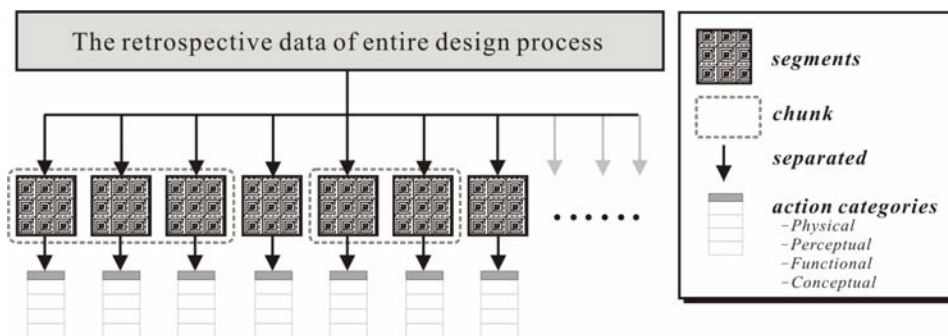 The retrospective data of entire design process
segments
chunk
separated
action categories
-Physical
-Perceptual
-Functional
-Conceptual